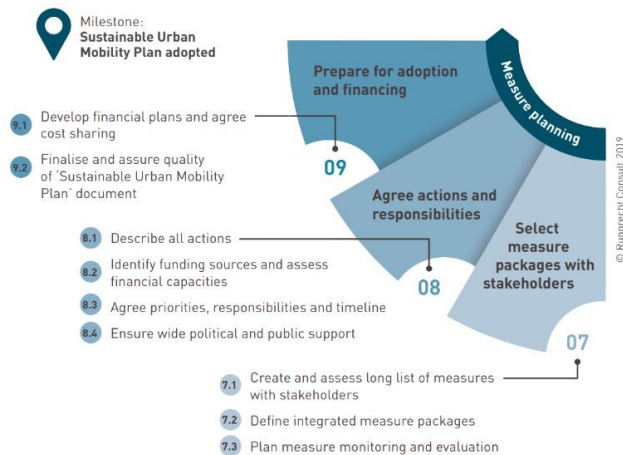 Milestone:
Sustainable Urban
Mobility Plan adopted
Prepare for adoption
and financing
Measure planning
9.1 Develop financial plans and agree
cost sharing
9.2 Finalise and assure quality
of ‘Sustainable Urban Mobility
Plan’ document
09
Agree actions and
responsibilities
8.1 Describe all actions
8.2 Identify funding sources and assess
financial capacities
8.3 Agree priorities, responsibilities and timeline
8.4 Ensure wide political and public support
08
Select
measure
packages with
stakeholders
07
7.1 Create and assess long list of measures
with stakeholders
7.2 Define integrated measure packages
7.3 Plan measure monitoring and evaluation
© Rupprecht Consult 2019